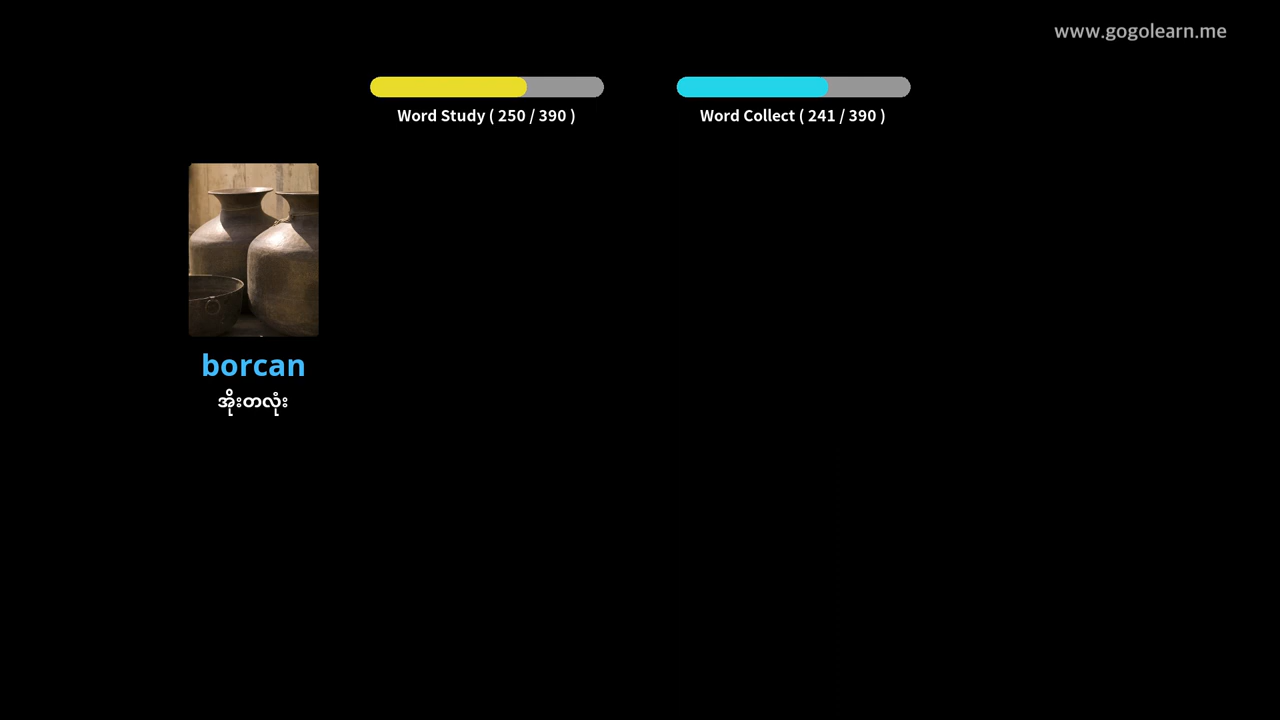 www.gogolearn.me
Word Study ( 250 / 390 )
Word Collect ( 241 / 390 )
borcan
အိုးတလုံး